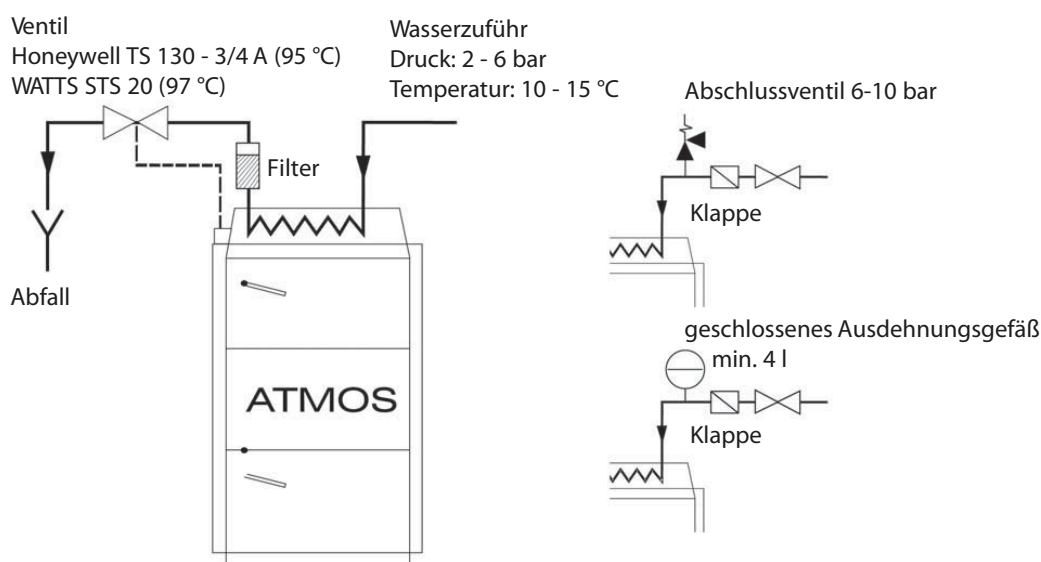 Ventil
Honeywell TS 130 - 3/4 A (95 °C)
WATTS STS 20 (97 °C)
Wasserzuführ
Druck: 2 - 6 bar
Temperatur: 10 - 15 °C
Abschlussventil 6-10 bar
Filter
Klappe
Abfall
geschlossenes Ausdehnungsgefäß
min. 4 l
ATMOS
Klappe